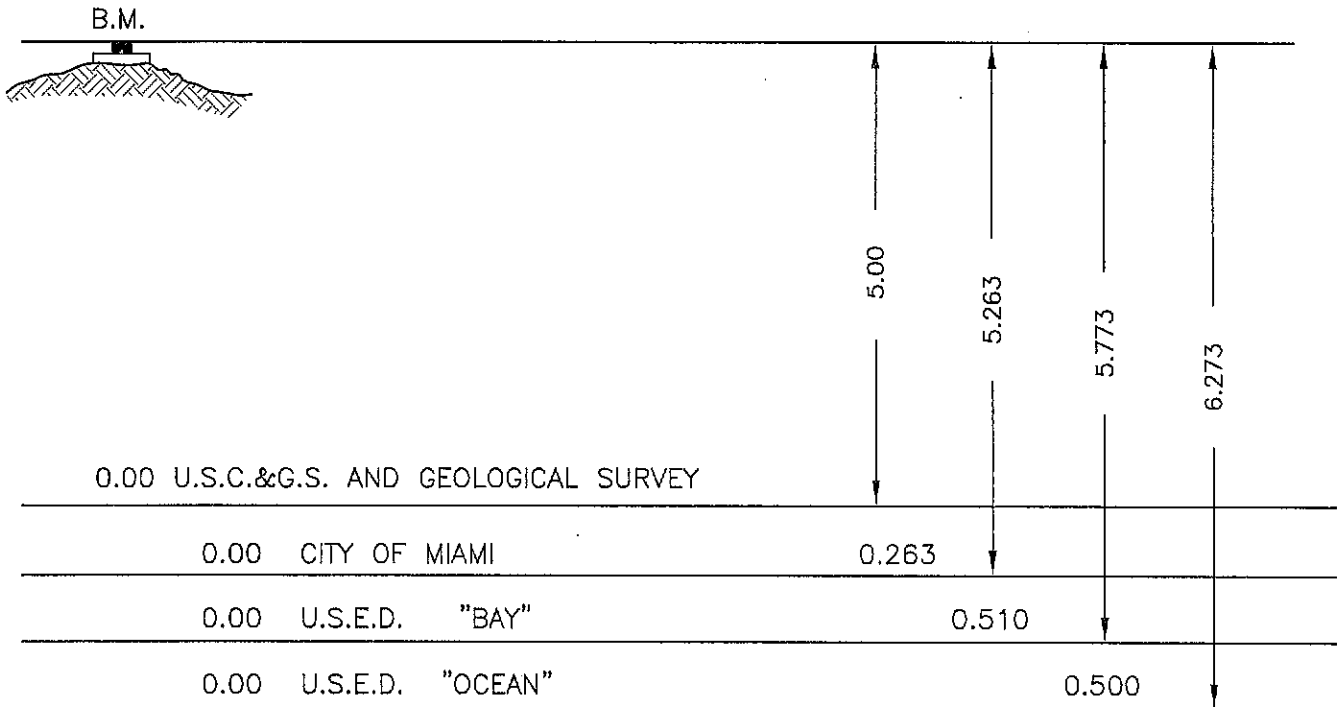 B.M.
5.00
5.263
5.773
6.273
0.00 U.S.C.&G.S. AND GEOLOGICAL SURVEY
0.00 CITY OF MIAMI 0.263
0.00 U.S.E.D. "BAY" 0.510
0.00 U.S.E.D. "OCEAN" 0.500